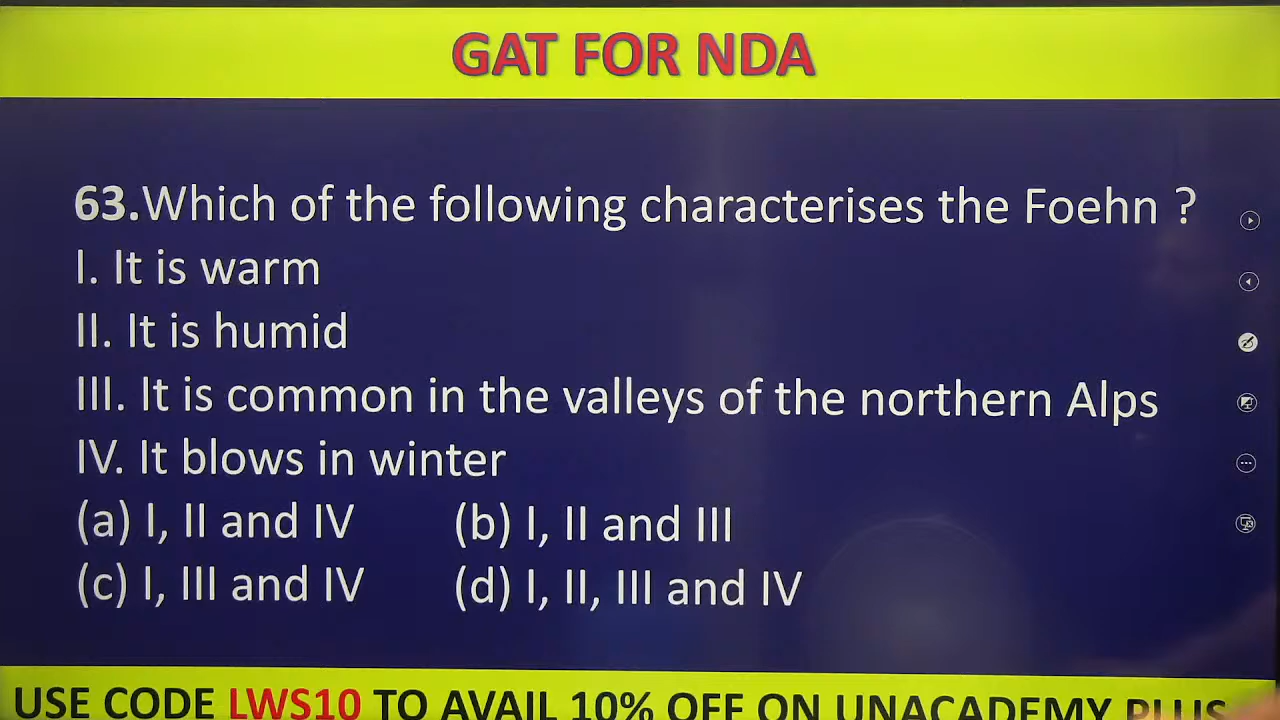 GAT FOR NDA
63.Which of the following characterises the Foehn ?
I. It is warm
II. It is humid
III. It is common in the valleys of the northern Alps
IV. It blows in winter
(a) I, II and IV (b) I, II and III
(c) I, III and IV (d) I, II, III and IV
USE CODE LWS10 TO AVAIL 10% OFF ON UNACADEMY PLUS